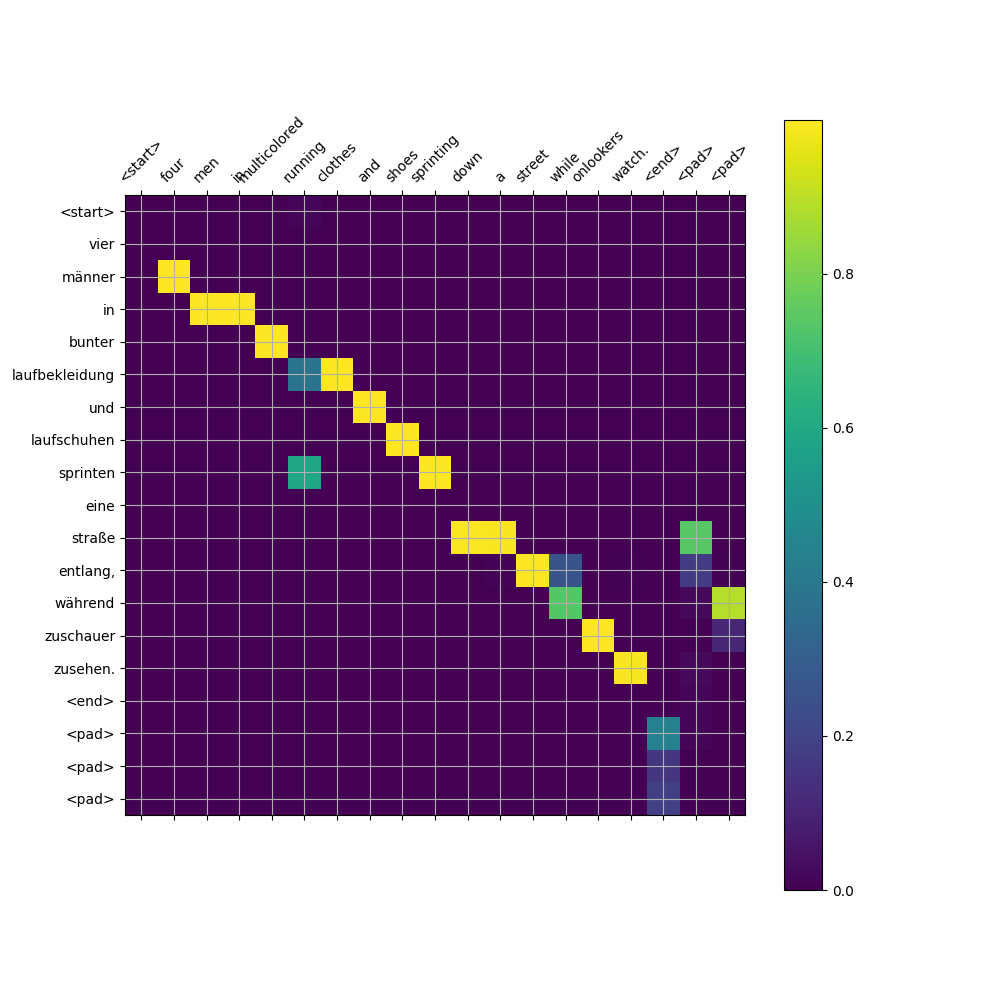 <start> four men in multicolored running clothes and shoes sprinting down a street while onlookers watch. <end> <pad> <pad>
<start>
vier
männer
in
bunter
laufbekleidung
und
laufschuhen
sprinten
eine
straße
entlang,
während
zuschauer
zusehen.
<end>
<pad>
<pad>
<pad>
0.8
0.6
0.4
0.2
0.0